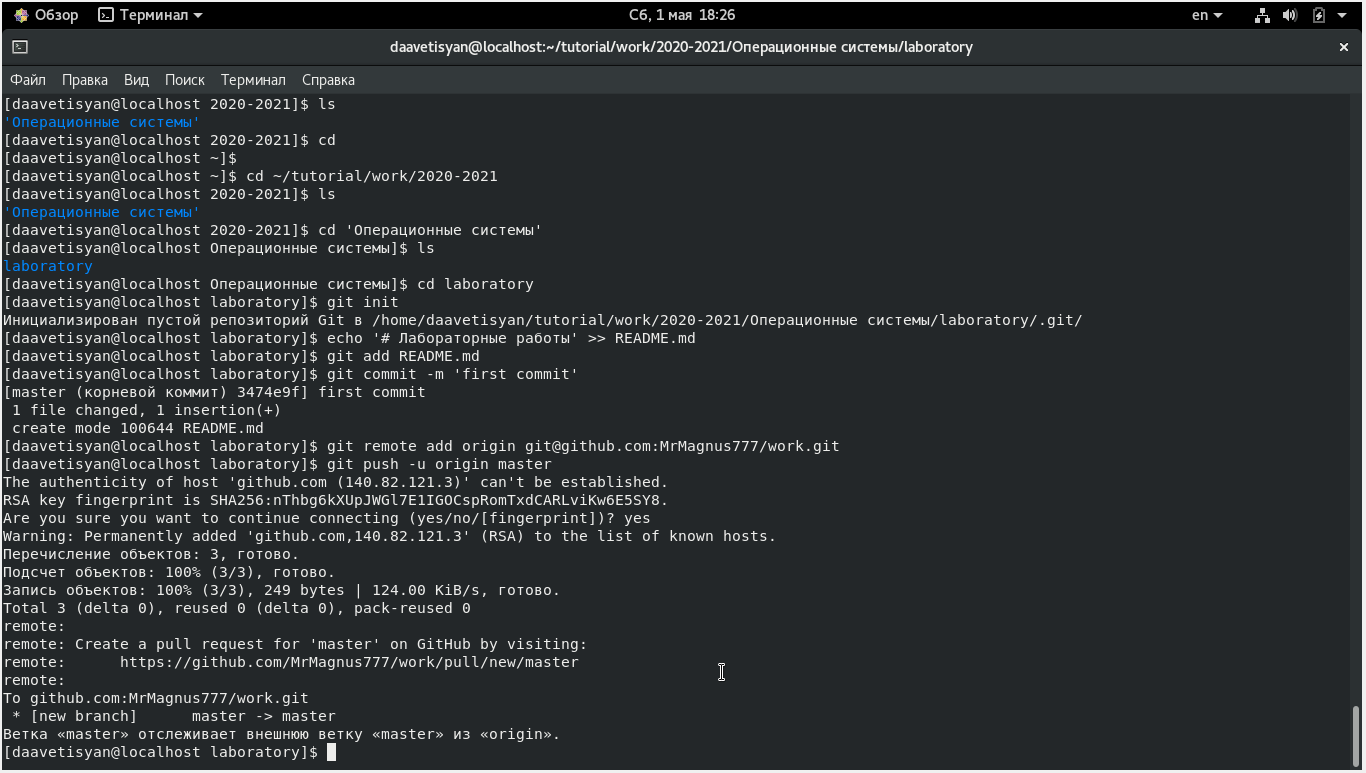 Обзор Терминал Сб, 1 мая 18:26 en
daavetisyan@localhost:~/tutorial/work/2020-2021/Операционные системы/laboratory
Файл Правка Вид Поиск Терминал Справка
[daavetisyan@localhost 2020-2021]$ ls
'Операционные системы'
[daavetisyan@localhost 2020-2021]$ cd
[daavetisyan@localhost ~]$
[daavetisyan@localhost ~]$ cd ~/tutorial/work/2020-2021
[daavetisyan@localhost 2020-2021]$ ls
'Операционные системы'
[daavetisyan@localhost 2020-2021]$ cd 'Операционные системы'
[daavetisyan@localhost Операционные системы]$ ls
laboratory
[daavetisyan@localhost Операционные системы]$ cd laboratory
[daavetisyan@localhost laboratory]$ git init
Инициализирован пустой репозиторий Git в /home/daavetisyan/tutorial/work/2020-2021/Операционные системы/laboratory/.git/
[daavetisyan@localhost laboratory]$ echo '# Лабораторные работы' >> README.md
[daavetisyan@localhost laboratory]$ git add README.md
[daavetisyan@localhost laboratory]$ git commit -m 'first commit'
[master (корневой коммит) 3474e9f] first commit
 1 file changed, 1 insertion(+)
 create mode 100644 README.md
[daavetisyan@localhost laboratory]$ git remote add origin git@github.com:MrMagnus777/work.git
[daavetisyan@localhost laboratory]$ git push -u origin master
The authenticity of host 'github.com (140.82.121.3)' can't be established.
RSA key fingerprint is SHA256:nThbg6kXUpJWGl7E1IGOCspRomTxdCARLviKw6E5SY8.
Are you sure you want to continue connecting (yes/no/[fingerprint])? yes
Warning: Permanently added 'github.com,140.82.121.3' (RSA) to the list of known hosts.
Перечисление объектов: 3, готово.
Подсчет объектов: 100% (3/3), готово.
Запись объектов: 100% (3/3), 249 bytes | 124.00 KiB/s, готово.
Total 3 (delta 0), reused 0 (delta 0), pack-reused 0
remote:
remote: Create a pull request for 'master' on GitHub by visiting:
remote:      https://github.com/MrMagnus777/work/pull/new/master
remote:
To github.com:MrMagnus777/work.git
 * [new branch]      master -> master
Ветка «master» отслеживает внешнюю ветку «master» из «origin».
[daavetisyan@localhost laboratory]$